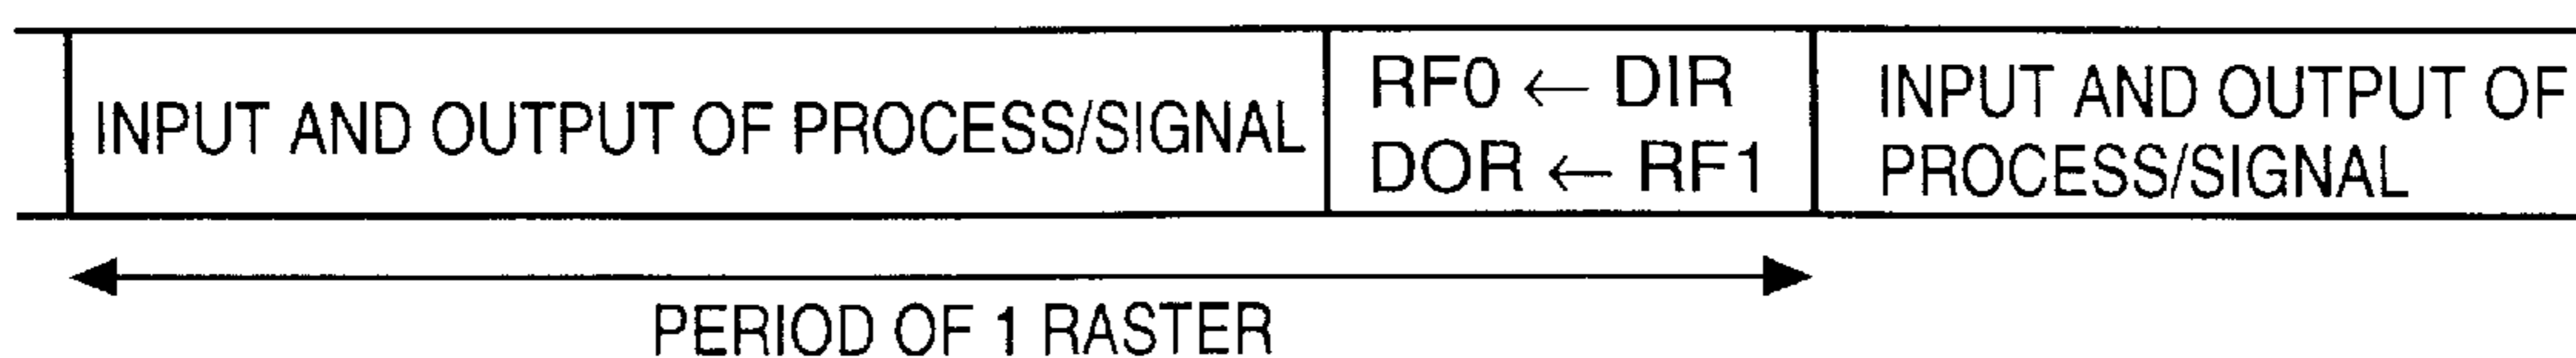 INPUT AND OUTPUT OF PROCESS/SIGNAL
RF0 ← DIR
DOR ← RF1
INPUT AND OUTPUT OF
PROCESS/SIGNAL
PERIOD OF 1 RASTER